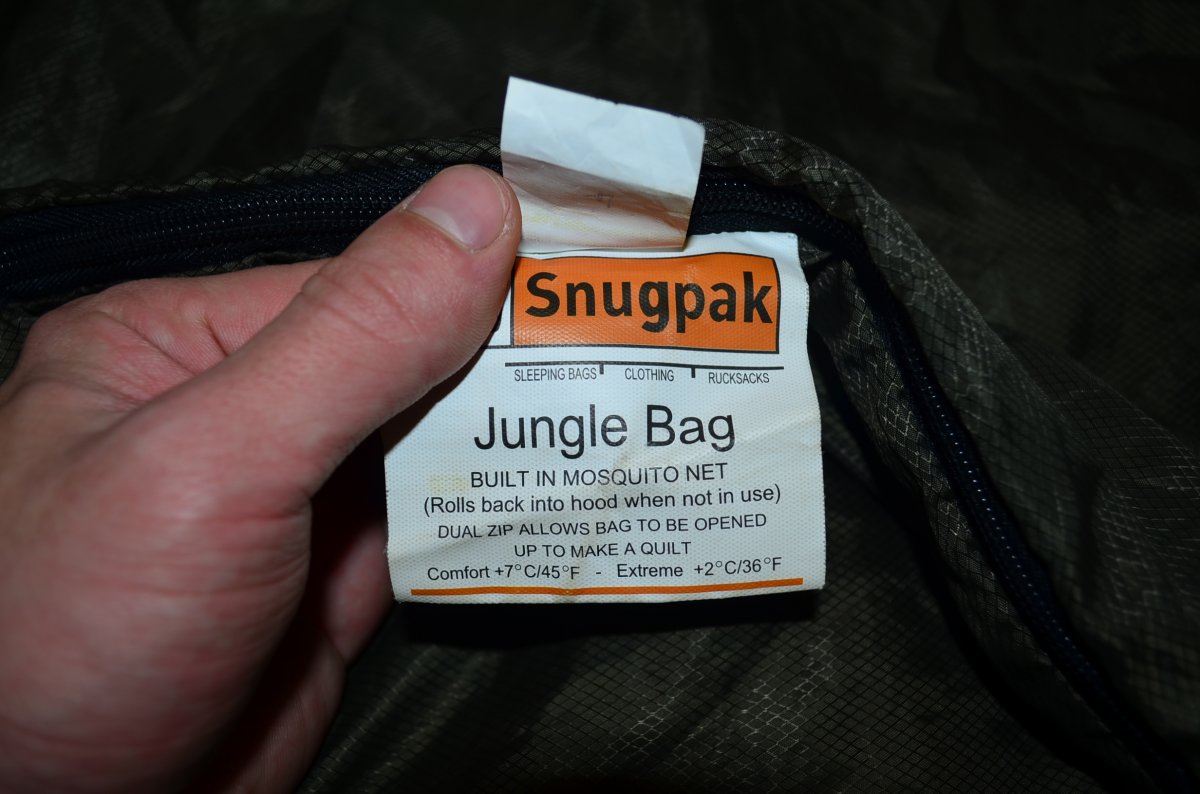 Snugpak
SLEEPING BAGS CLOTHING RUCKSACKS
Jungle Bag
BUILT IN MOSQUITO NET
(Rolls back into hood when not in use)
DUAL ZIP ALLOWS BAG TO BE OPENED
UP TO MAKE A QUILT
Comfort +7°C/45°F - Extreme +2°C/36°F